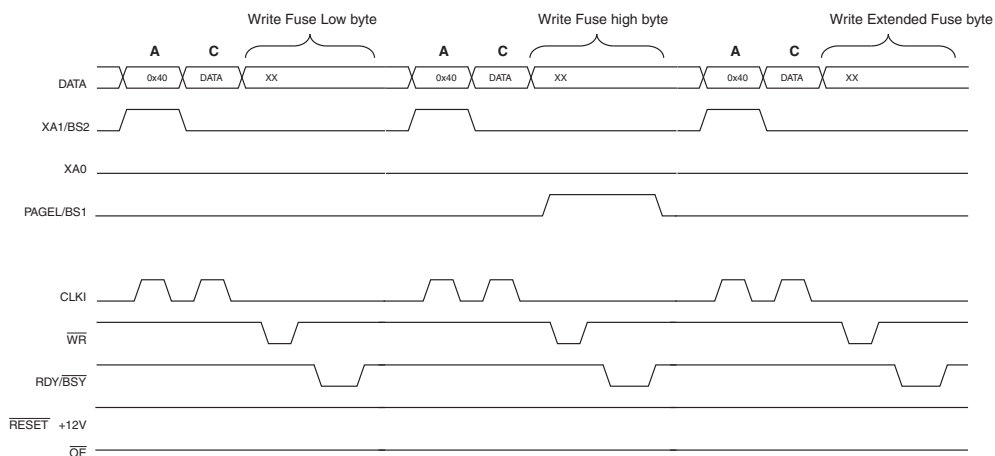 Write Fuse Low byte Write Fuse high byte Write Extended Fuse byte
A C A C A C
DATA 0x40 DATA XX 0x40 DATA XX 0x40 DATA XX
XA1/BS2
XA0
PAGEL/BS1
CLKI
WR
RDY/BSY
RESET +12V
OE